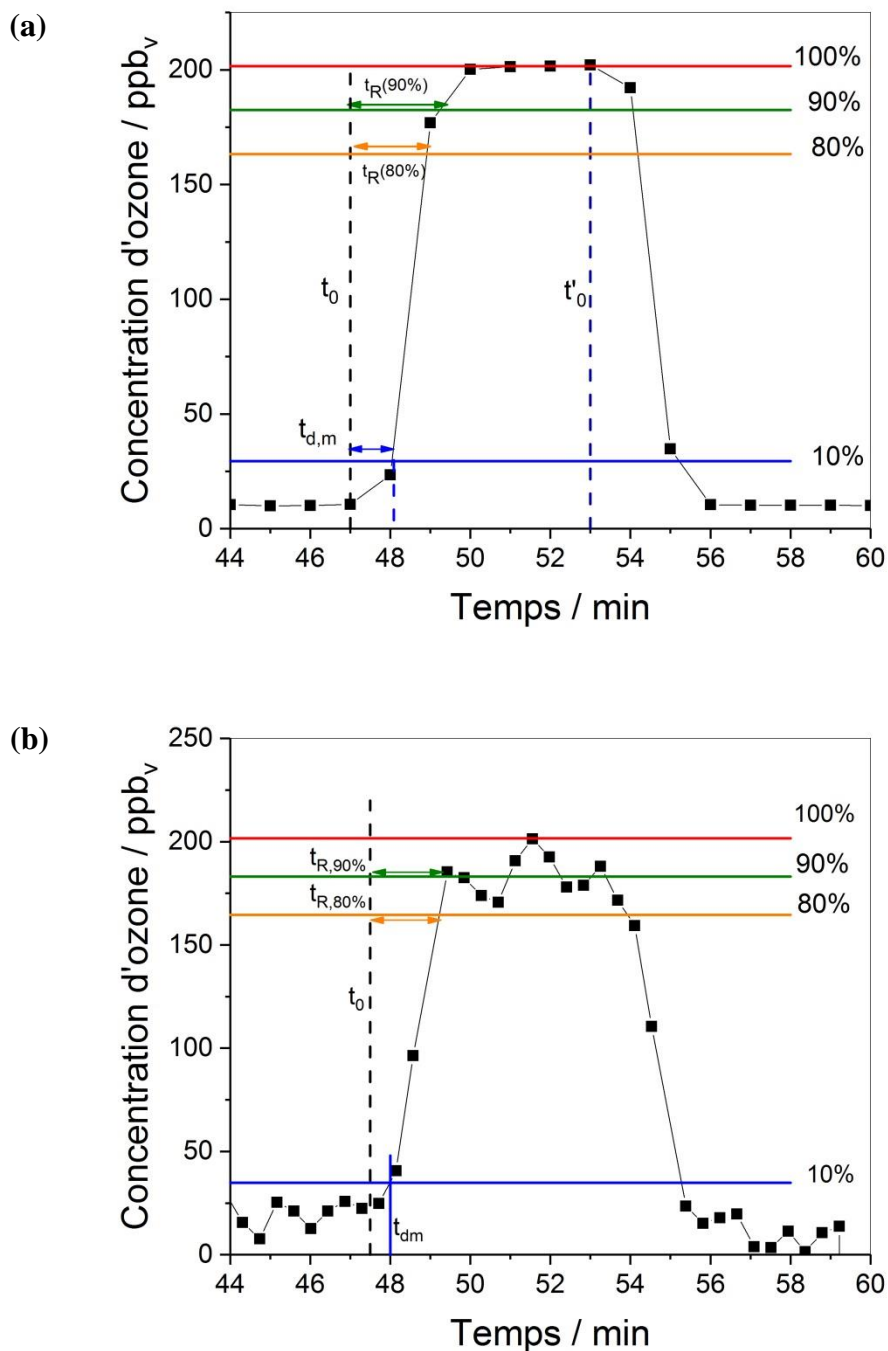 (a)
Concentration d'ozone / ppb_v
200
150
100
50
0
100%
90%
80%
10%
t_R(90%)
t_R(80%)
t_0
t'_0
t_d,m
44 46 48 50 52 54 56 58 60
Temps / min
(b)
Concentration d'ozone / ppb_v
250
200
150
100
50
0
100%
90%
80%
10%
t_R,90%
t_R,80%
t_0
t_dm
44 46 48 50 52 54 56 58 60
Temps / min